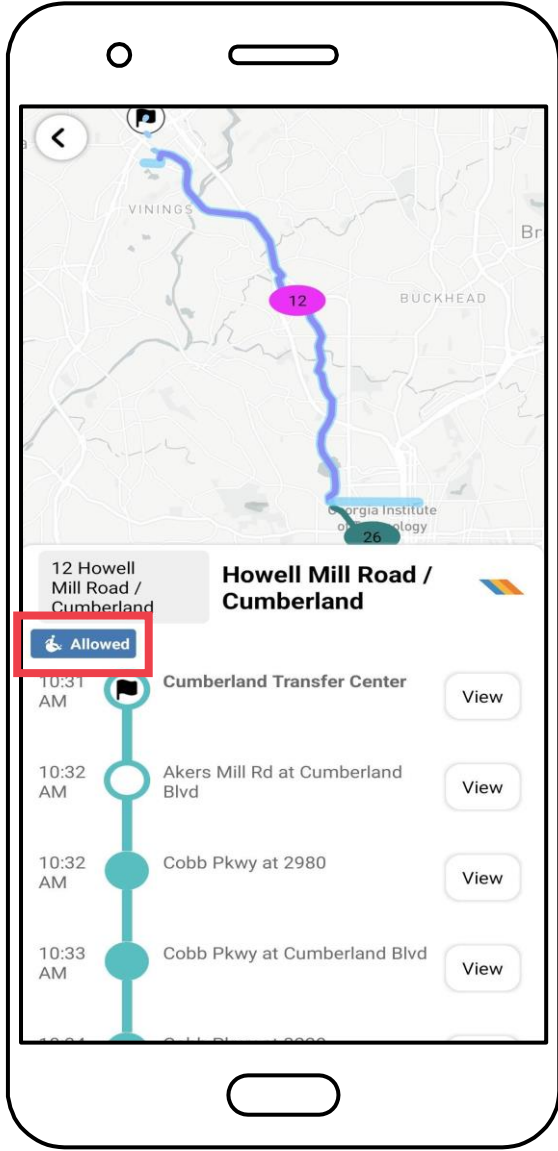 VININGS
Br
12
BUCKHEAD
Georgia Institute
of Technology
26
12 Howell
Mill Road /
Cumberland
Howell Mill Road /
Cumberland
Allowed
10:31
AM
Cumberland Transfer Center
View
10:32
AM
Akers Mill Rd at Cumberland
Blvd
View
10:32
AM
Cobb Pkwy at 2980
View
10:33
AM
Cobb Pkwy at Cumberland Blvd
View